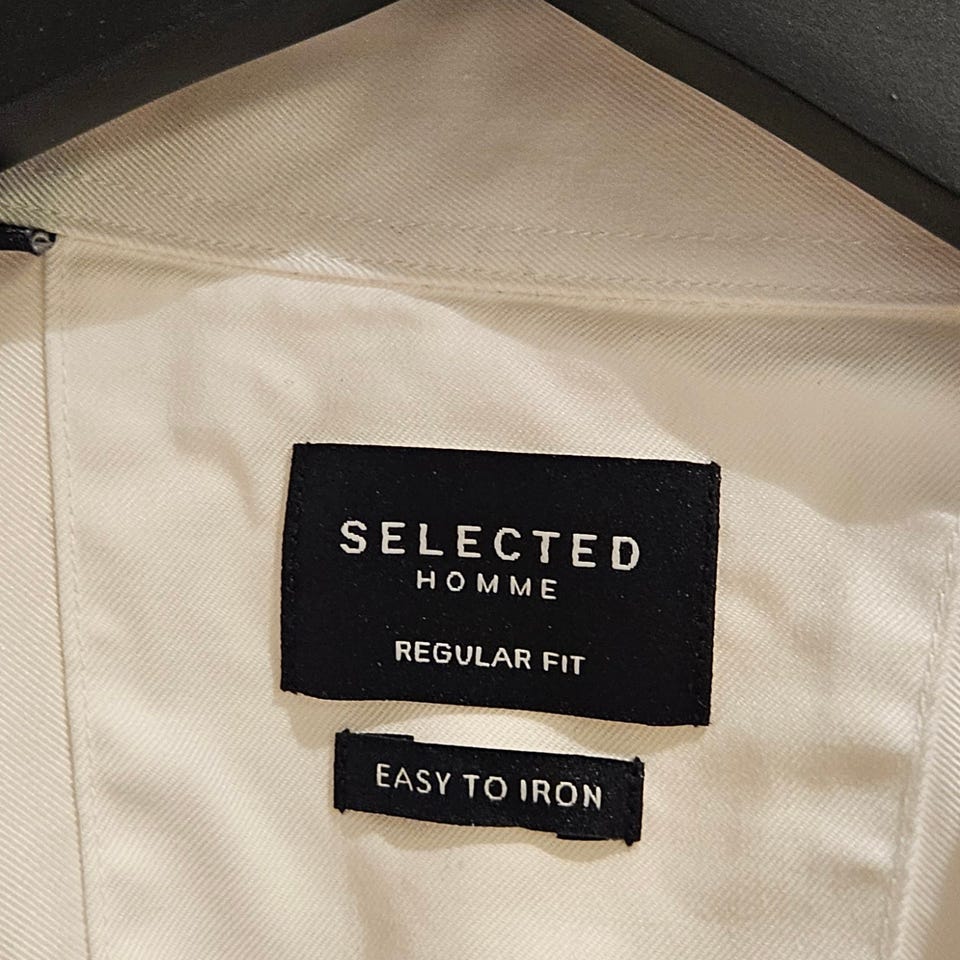 SELECTED
HOMME
REGULAR FIT
EASY TO IRON